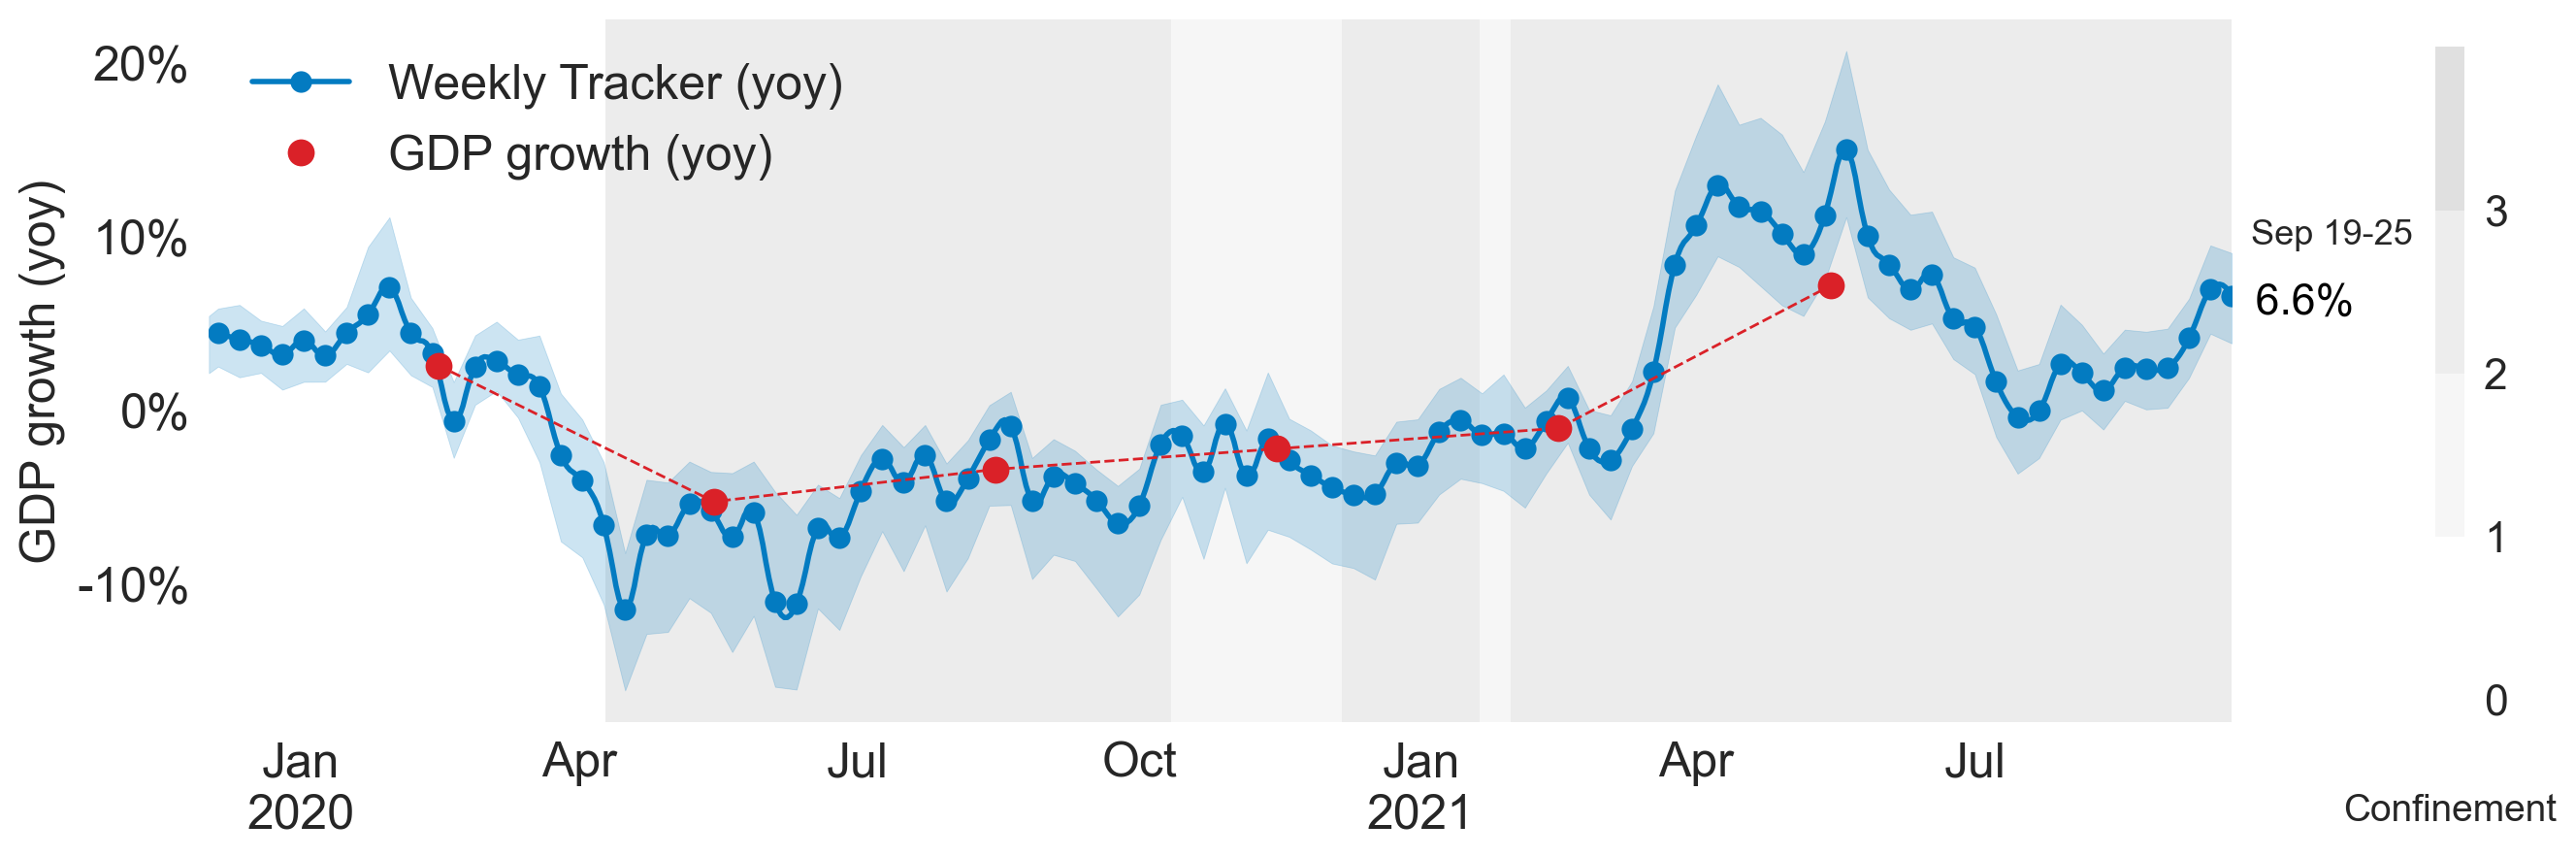 Weekly Tracker (yoy)
GDP growth (yoy)
GDP growth (yoy)
20%
10%
0%
-10%
Jan
2020
Apr
Jul
Oct
Jan
2021
Apr
Jul
Sep 19-25
6.6%
3
2
1
0
Confinement